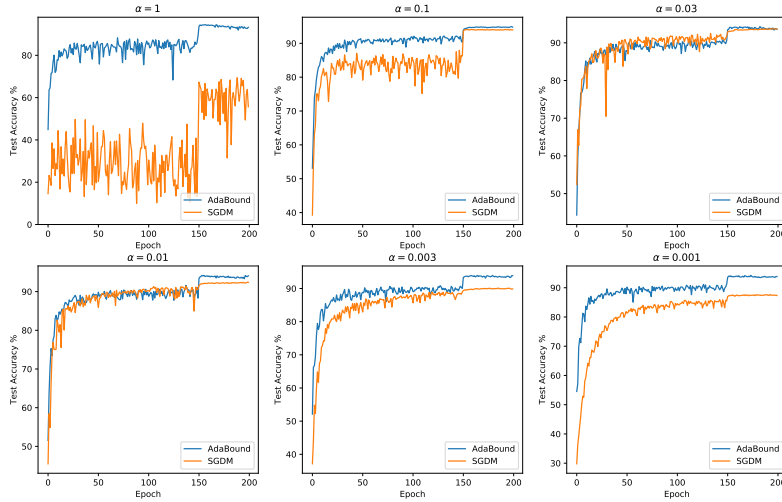 α = 1
Test Accuracy %
80
60
40
20
0
0 50 100 150 200
Epoch
AdaBound
SGDM
α = 0.1
Test Accuracy %
90
80
70
60
50
40
0 50 100 150 200
Epoch
AdaBound
SGDM
α = 0.03
Test Accuracy %
90
80
70
60
50
0 50 100 150 200
Epoch
AdaBound
SGDM
α = 0.01
Test Accuracy %
90
80
70
60
50
0 50 100 150 200
Epoch
AdaBound
SGDM
α = 0.003
Test Accuracy %
90
80
70
60
50
40
0 50 100 150 200
Epoch
AdaBound
SGDM
α = 0.001
Test Accuracy %
90
80
70
60
50
40
30
0 50 100 150 200
Epoch
AdaBound
SGDM